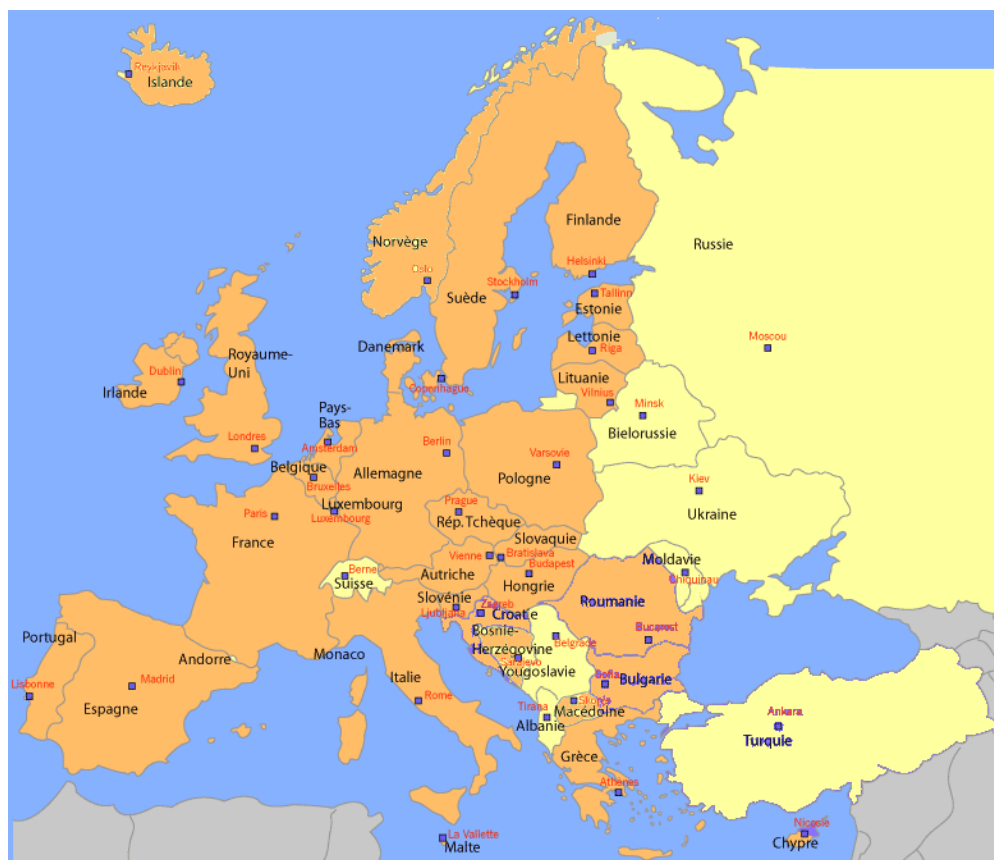 Reykjavik
Islande
Finlande
Norvège
Russie
Helsinki
Oslo
Stockholm
Suède
Tallinn
Estonie
Lettonie
Riga
Moscou
Danemark
Royaume-
Uni
Dublin
Irlande
Copenhague
Lituanie
Vilnius
Minsk
Bielorussie
Pays-
Bas
Londres
Amsterdam
Berlin
Varsovie
Belgique
Allemagne
Pologne
Bruxelles
Kiev
Luxembourg
Luxembourg
Prague
Rép. Tchèque
Ukraine
Paris
France
Slovaquie
Vienne
Bratislava
Budapest
Moldavie
Chiquinau
Berne
Suisse
Autriche
Hongrie
Slovénie
Ljubljana
Zagreb
Croatie
Roumanie
Bucarest
Bosnie-
Herzégovine
Belgrade
Sarajevo
Yougoslavie
Portugal
Andorre
Monaco
Italie
Sofia
Bulgarie
Lisbonne
Madrid
Espagne
Rome
Tirana
Albanie
Macédoine
Ankara
Turquie
Grèce
Athènes
La Vallette
Malte
Nicosie
Chypre